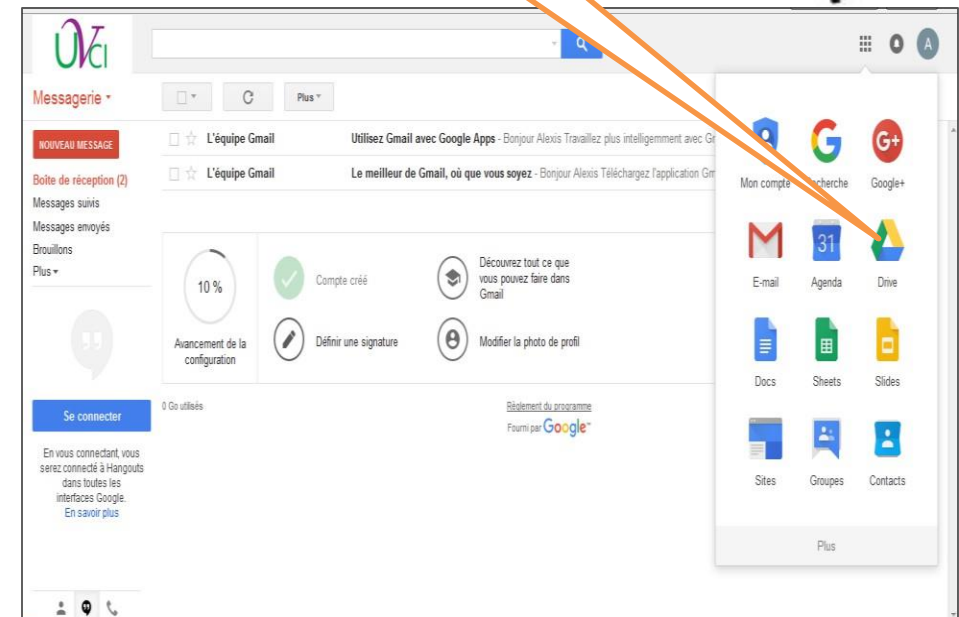 UVCI
A
Messagerie
Plus
NOUVEAU MESSAGE
Boîte de réception (2)
Messages suivis
Messages envoyés
Brouillons
Plus
L'équipe Gmail Utilisez Gmail avec Google Apps - Bonjour Alexis Travaillez plus intelligemment avec
L'équipe Gmail Le meilleur de Gmail, où que vous soyez - Bonjour Alexis Téléchargez l'application
10 %
Avancement de la
configuration
Compte créé
Découvrez tout ce que
vous pouvez faire dans
Gmail
Définir une signature
Modifier la photo de profil
0 Go utilisés
Règlement du programme
Fourni par Google
Se connecter
En vous connectant, vous
serez connecté à Hangouts
dans toutes les
interfaces Google.
En savoir plus
G+
Mon compte Recherche Google+
31
E-mail Agenda Drive
Docs Sheets Slides
Sites Groupes Contacts
Plus